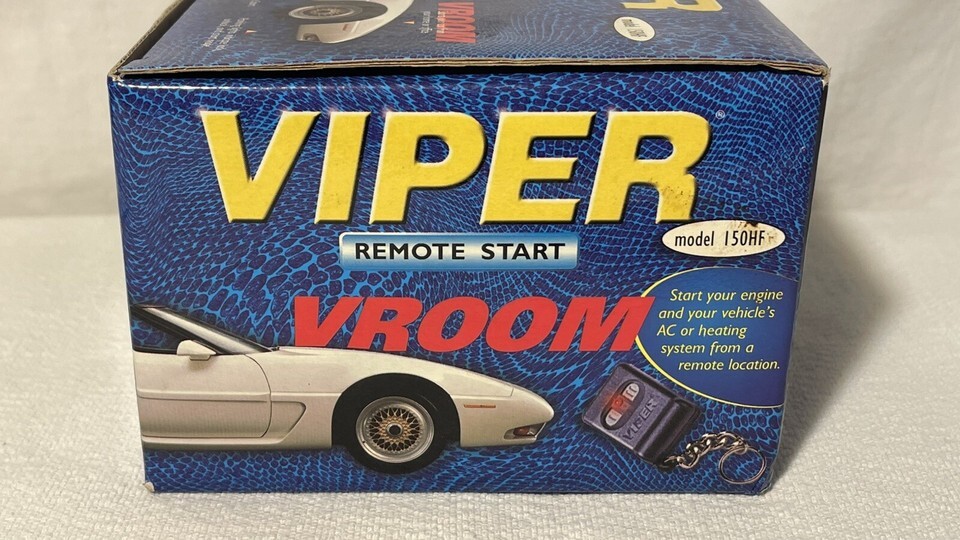 VROOM
VIPER®
REMOTE START
model 150HF
VROOM
Start your engine
and your vehicle's
AC or heating
system from a
remote location.
VIPER